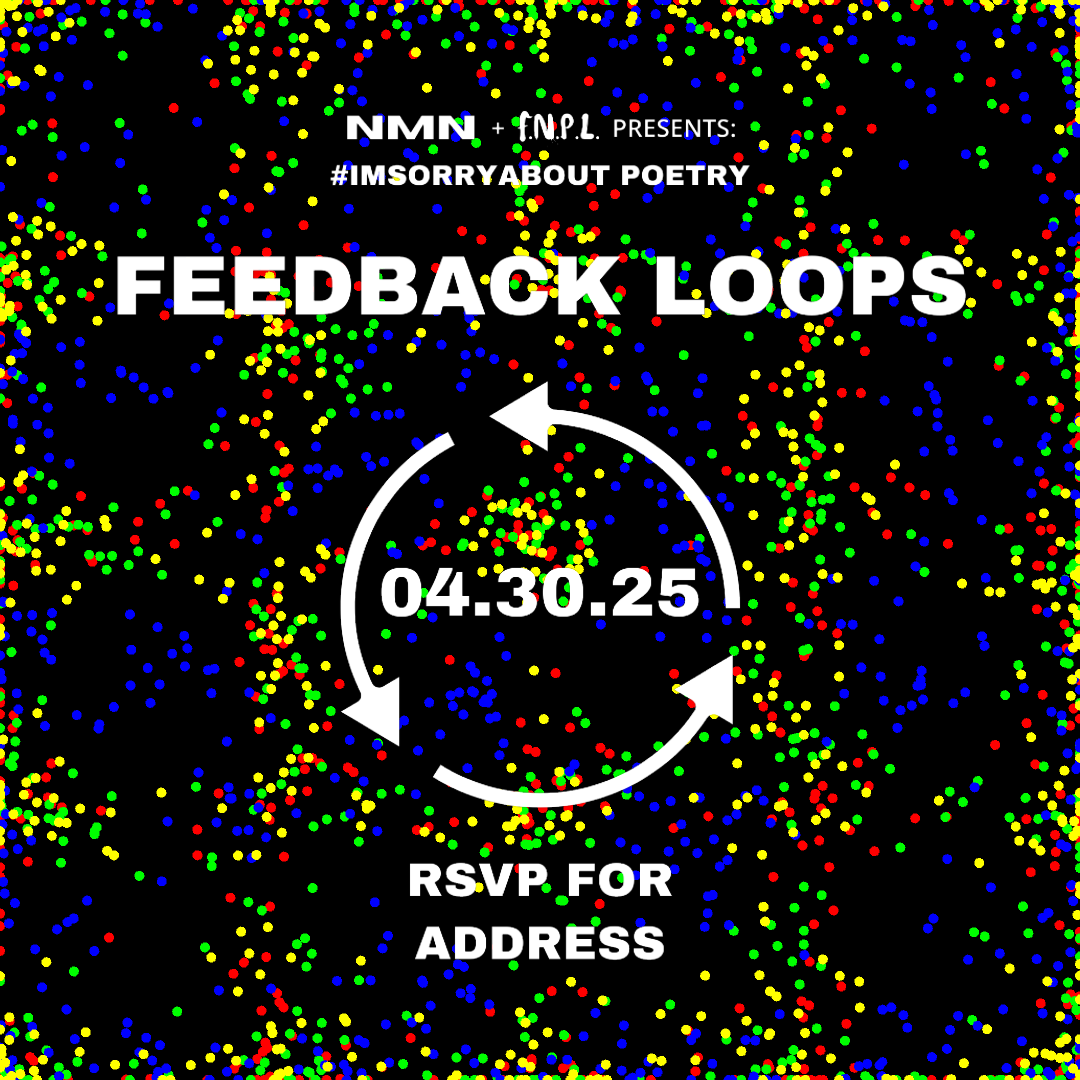 NMN + F.N.P.L. PRESENTS:
#IMSORRYABOUT POETRY
FEEDBACK LOOPS
04.30.25
RSVP FOR
ADDRESS